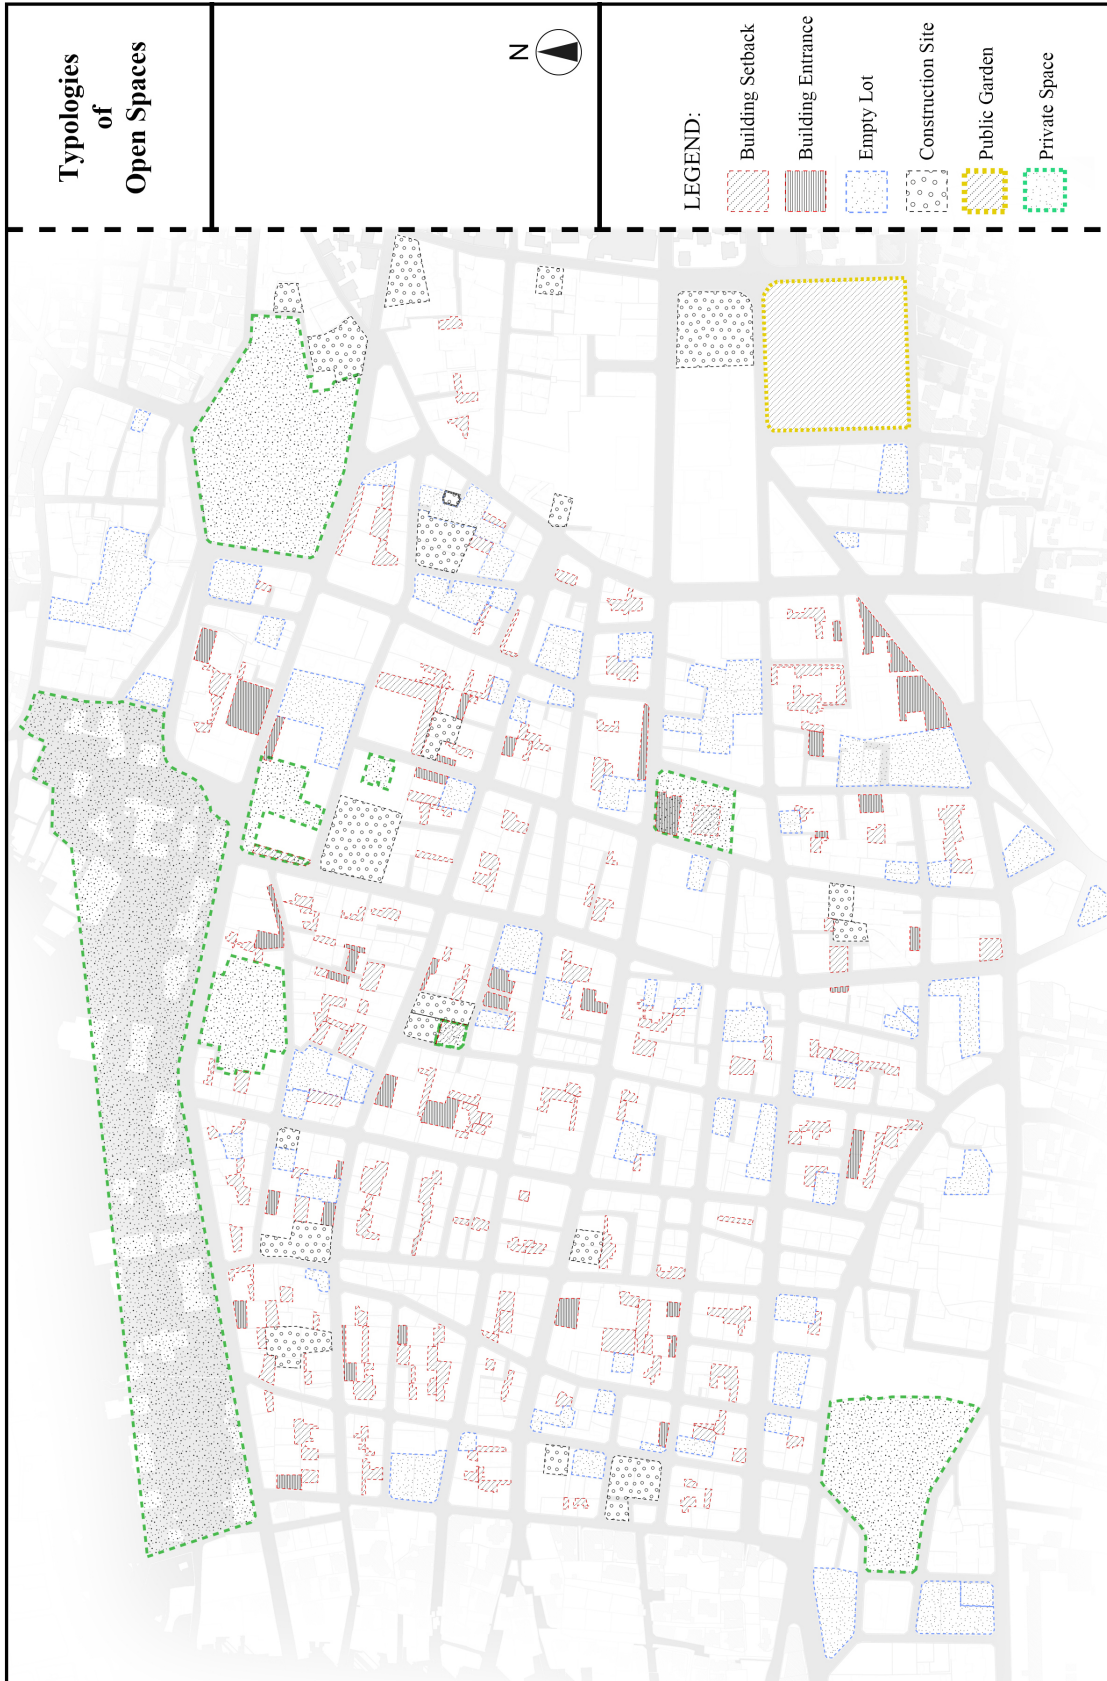 Typologies
of
Open Spaces
N
LEGEND:
Building Setback
Building Entrance
Empty Lot
Construction Site
Public Garden
Private Space